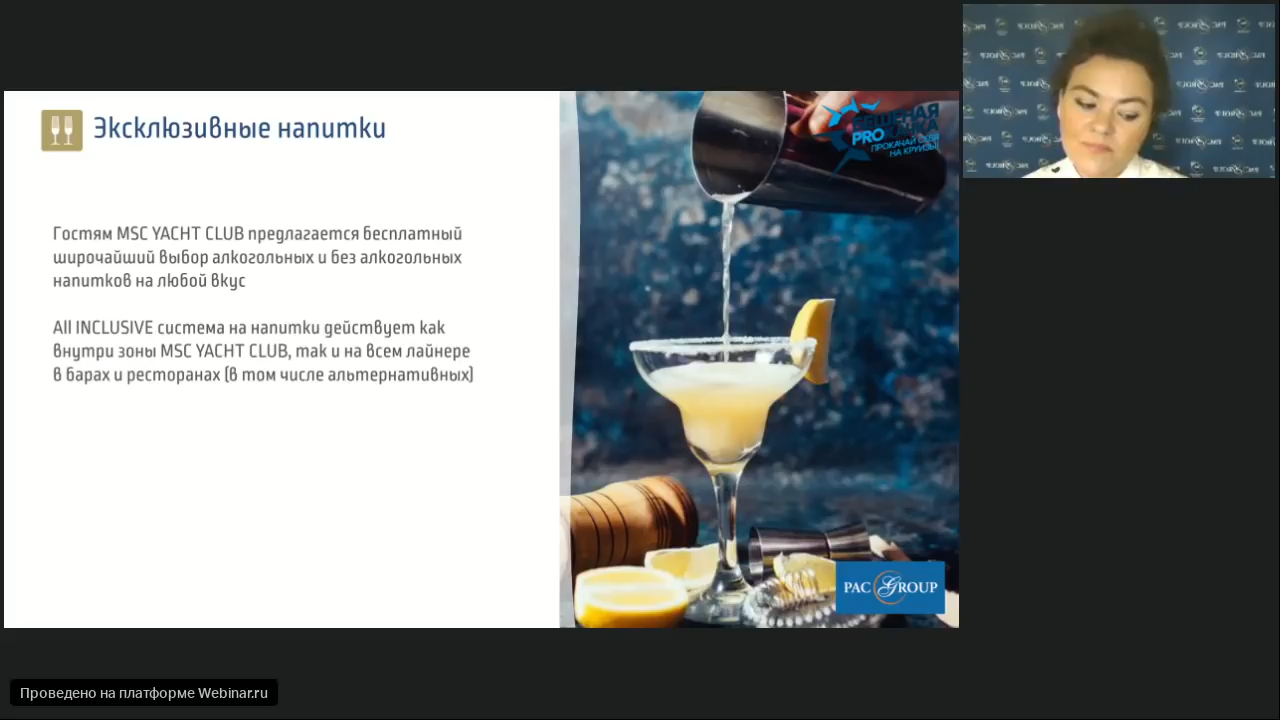 Эксклюзивные напитки
Гостям MSC YACHT CLUB предлагается бесплатный
широчайший выбор алкогольных и без алкогольных
напитков на любой вкус
All INCLUSIVE система на напитки действует как
внутри зоны MSC YACHT CLUB, так и на всем лайнере
в барах и ресторанах (в том числе альтернативных)
PRO
ПРОКАЧАЙ СЕБЯ
НА КРУИЗЫ!
PAC GROUP
Проведено на платформе Webinar.ru